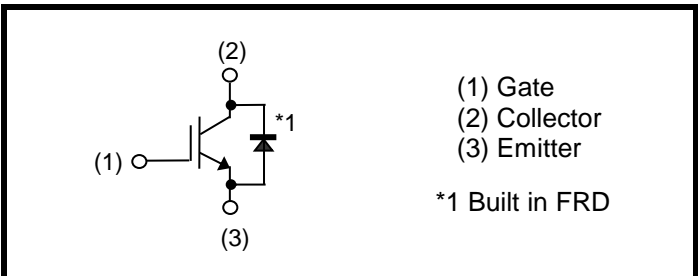 (2)
*1
(1)
(3)
(1) Gate
(2) Collector
(3) Emitter
*1 Built in FRD